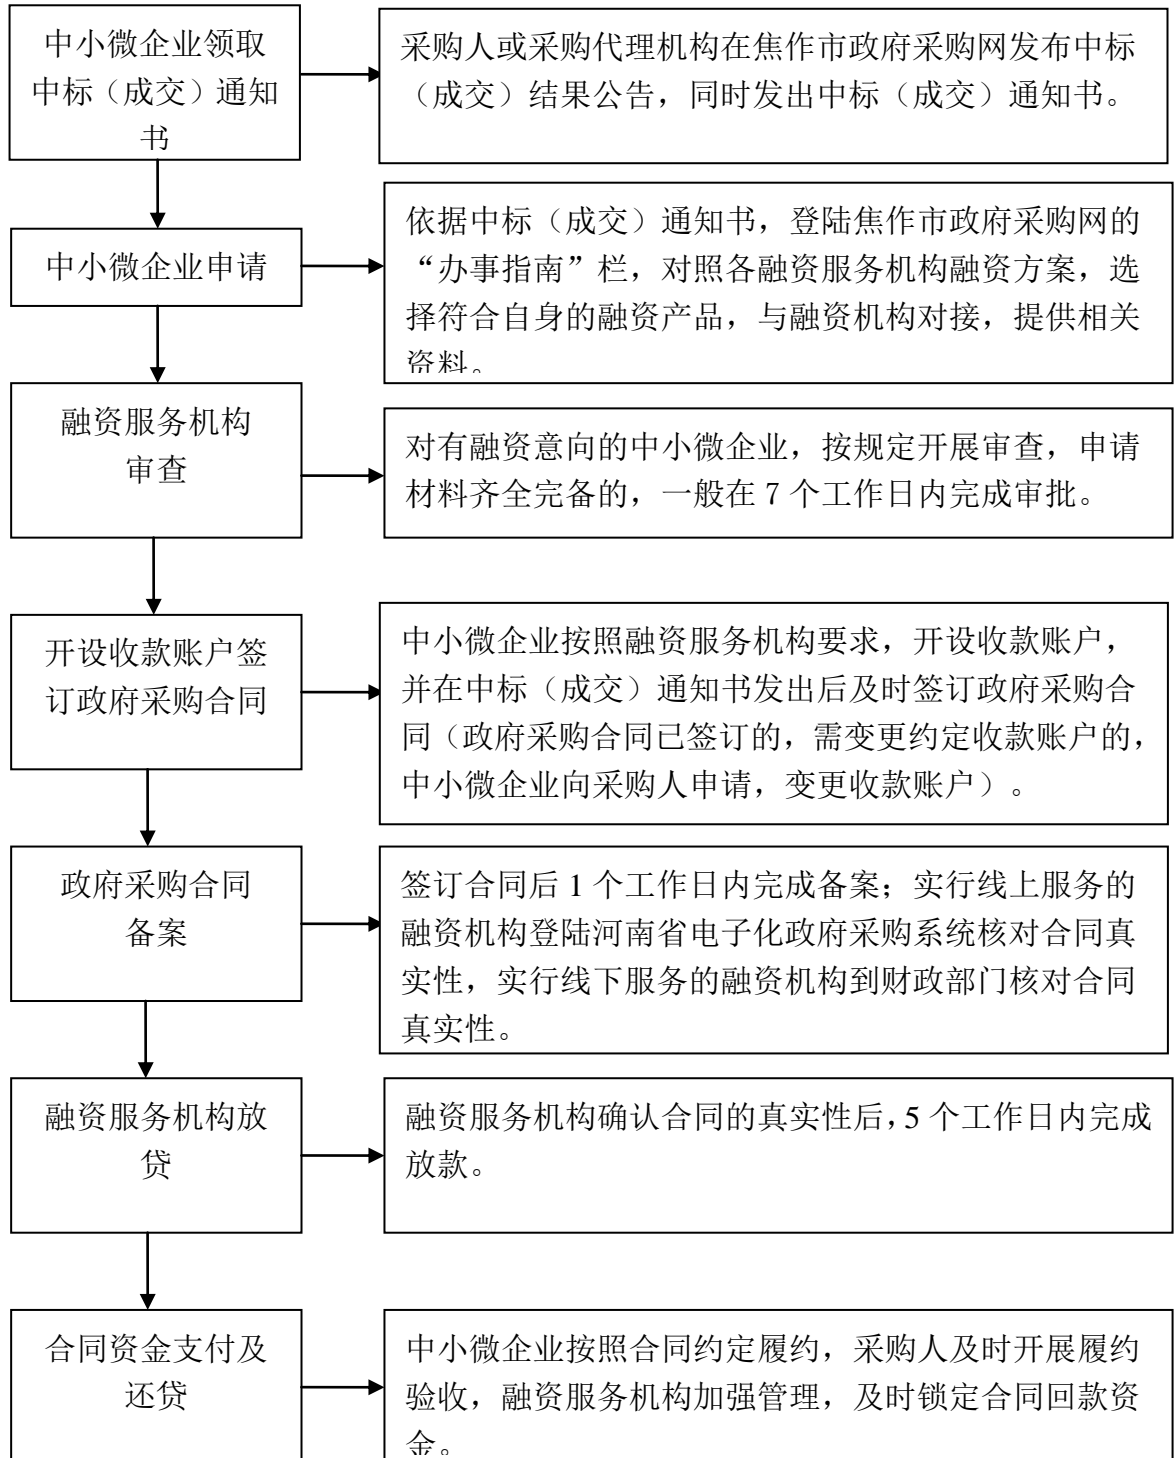 中小微企业领取
中标（成交）通知
书
采购人或采购代理机构在焦作市政府采购网发布中标
（成交）结果公告，同时发出中标（成交）通知书。
中小微企业申请
依据中标（成交）通知书，登陆焦作市政府采购网的
“办事指南”栏，对照各融资服务机构融资方案，选
择符合自身的融资产品，与融资机构对接，提供相关
资料。
融资服务机构
审查
对有融资意向的中小微企业，按规定开展审查，申请
材料齐全完备的，一般在 7 个工作日内完成审批。
开设收款账户签
订政府采购合同
中小微企业按照融资服务机构要求，开设收款账户，
并在中标（成交）通知书发出后及时签订政府采购合
同（政府采购合同已签订的，需变更约定收款账户的，
中小微企业向采购人申请，变更收款账户）。
政府采购合同
备案
签订合同后 1 个工作日内完成备案；实行线上服务的
融资机构登陆河南省电子化政府采购系统核对合同真
实性，实行线下服务的融资机构到财政部门核对合同
真实性。
融资服务机构放
贷
融资服务机构确认合同的真实性后，5 个工作日内完成
放款。
合同资金支付及
还贷
中小微企业按照合同约定履约，采购人及时开展履约
验收，融资服务机构加强管理，及时锁定合同回款资
金。